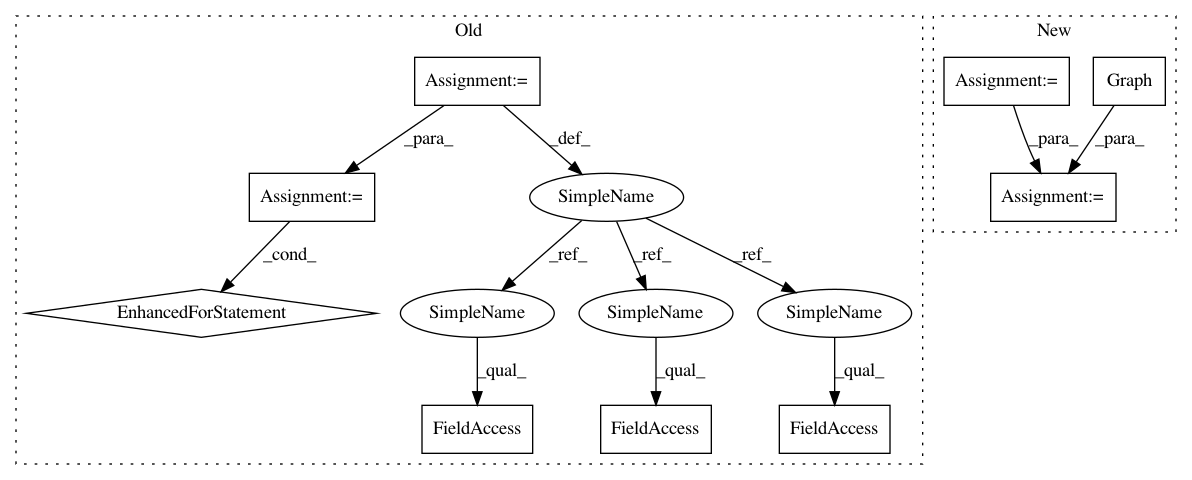 Old
New
Assignment:=
Assignment:=
Graph
_para_
_def_
_para_
_para_
Assignment:=
SimpleName
Assignment:=
_cond_
_ref_
_ref_
_ref_
EnhancedForStatement
SimpleName
SimpleName
SimpleName
_qual_
_qual_
_qual_
FieldAccess
FieldAccess
FieldAccess